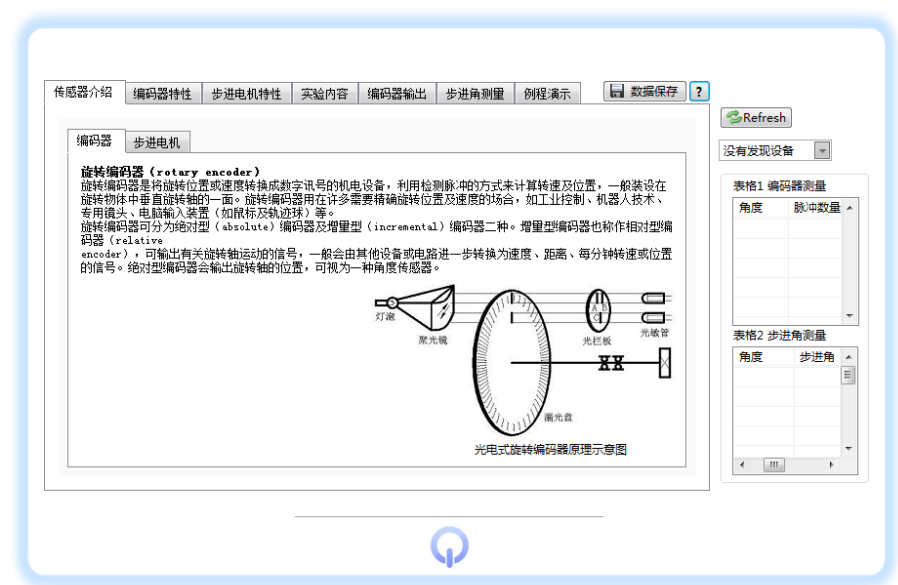 传感器介绍 编码器特性 步进电机特性 实验内容 编码器输出 步进角测量 例程演示 数据保存 ?
编码器 步进电机
旋转编码器（rotary encoder）
旋转编码器是将旋转位置或速度转换成数字讯号的机电设备，利用检测脉冲的方式来计算转速及位置，一般装设在
旋转物体中垂直旋转轴的一面。旋转编码器用在许多需要精确旋转位置及速度的场合，如工业控制、机器人技术、
专用镜头、电脑输入装置（如鼠标及轨迹球）等。
旋转编码器可分为绝对型（absolute）编码器及增量型（incremental）编码器二种。增量型编码器也称作相对型编
码器（relative
encoder），可输出有关旋转轴运动的信号，一般会由其他设备或电路进一步转换为速度、距离、每分钟转速或位置
的信号。绝对型编码器会输出旋转轴的位置，可视为一种角度传感器。
灯泡
聚光镜
A B
C
光栏板
光敏管
漏光盘
光电式旋转编码器原理示意图
Refresh
没有发现设备
表格1 编码器测量
角度 脉冲数量
表格2 步进角测量
角度 步进角